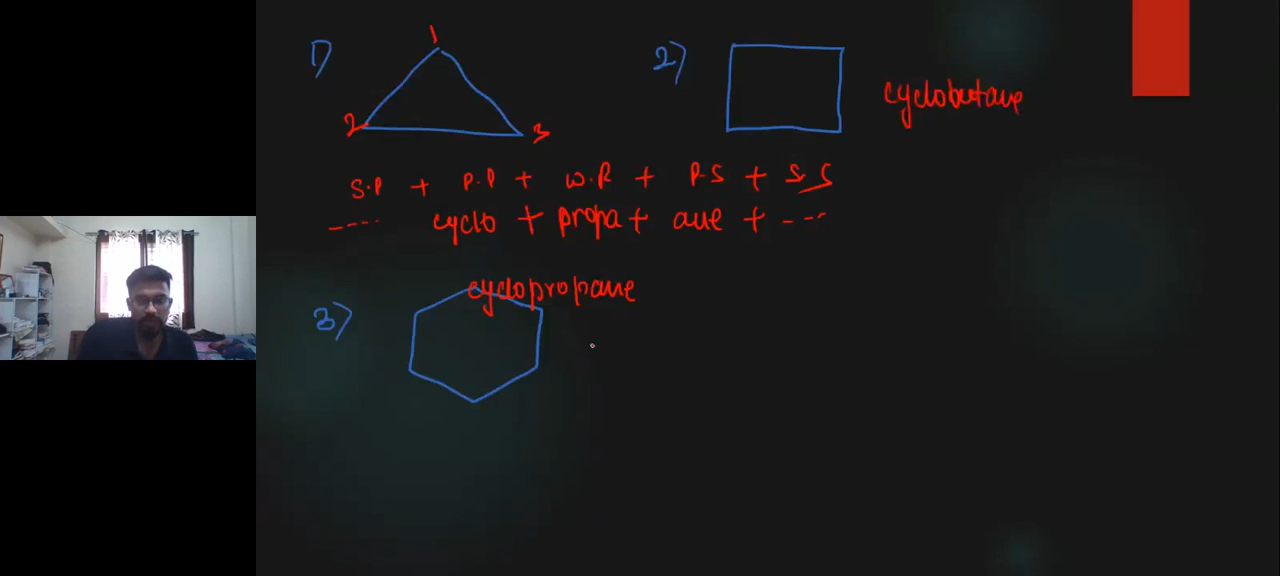 1)
1
2
3
2)
cyclobutane
S.P + P.P + W.R + P.S + S.S
---- cyclo + propa + ane + ---
cyclopropane
3)